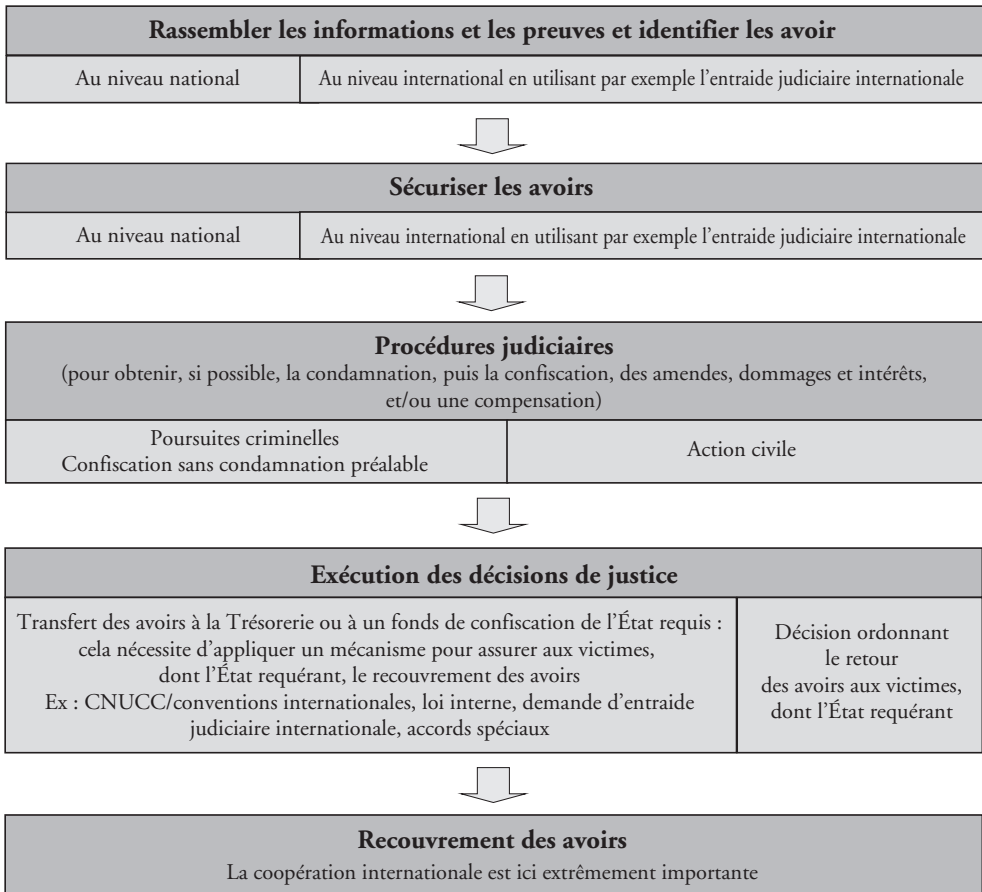 Rassembler les informations et les preuves et identifier les avoir
Au niveau national
Au niveau international en utilisant par exemple l'entraide judiciaire internationale
Sécuriser les avoirs
Au niveau national
Au niveau international en utilisant par exemple l'entraide judiciaire internationale
Procédures judiciaires
(pour obtenir, si possible, la condamnation, puis la confiscation, des amendes, dommages et intérêts,
et/ou une compensation)
Poursuites criminelles
Confiscation sans condamnation préalable
Action civile
Exécution des décisions de justice
Transfert des avoirs à la Trésorerie ou à un fonds de confiscation de l'État requis :
cela nécessite d'appliquer un mécanisme pour assurer aux victimes,
dont l'État requérant, le recouvrement des avoirs
Ex : CNUCC/conventions internationales, loi interne, demande d'entraide
judiciaire internationale, accords spéciaux
Décision ordonnant
le retour
des avoirs aux victimes,
dont l'État requérant
Recouvrement des avoirs
La coopération internationale est ici extrêmement importante